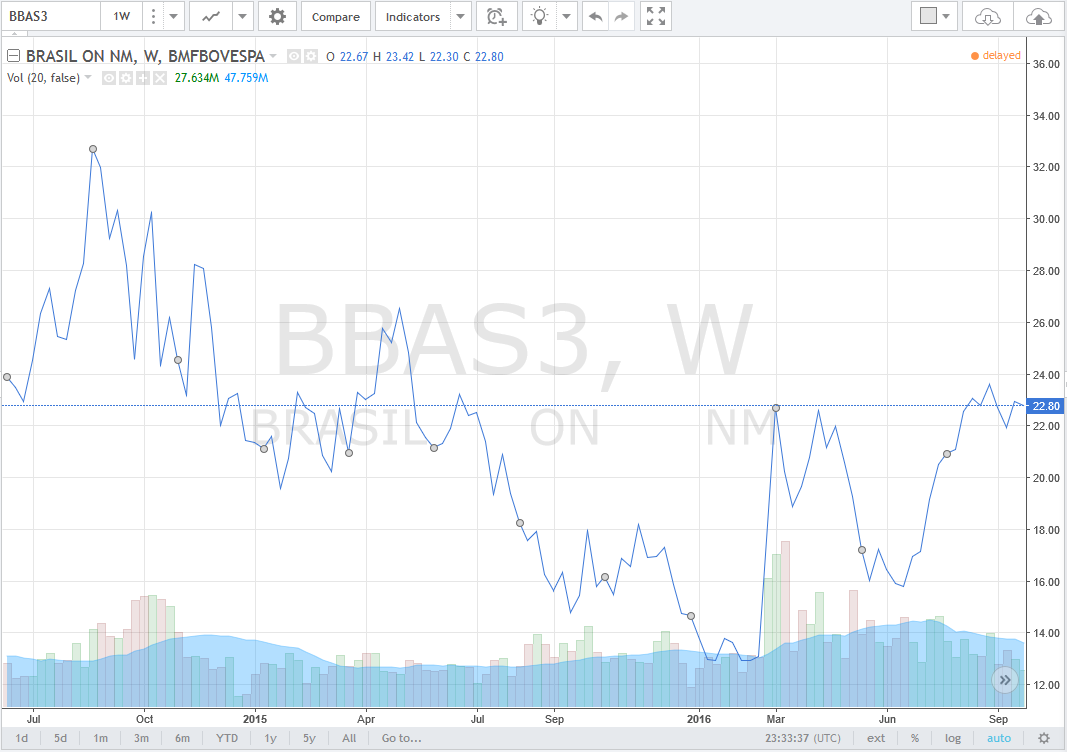 BBAS3 1W Compare Indicators
BRASIL ON NM, W, BMFBOVESPA O 22.67 H 23.42 L 22.30 C 22.80 delayed
Vol (20, false) 27.634M 47.759M
36.00
34.00
32.00
30.00
28.00
26.00
24.00
22.80
22.00
20.00
18.00
16.00
14.00
12.00
BBAS3, W
BRASIL ON NM
Jul Oct 2015 Apr Jul Sep 2016 Mar Jun Sep
1d 5d 1m 3m 6m YTD 1y 5y All Go to... 23:33:37 (UTC) ext % log auto